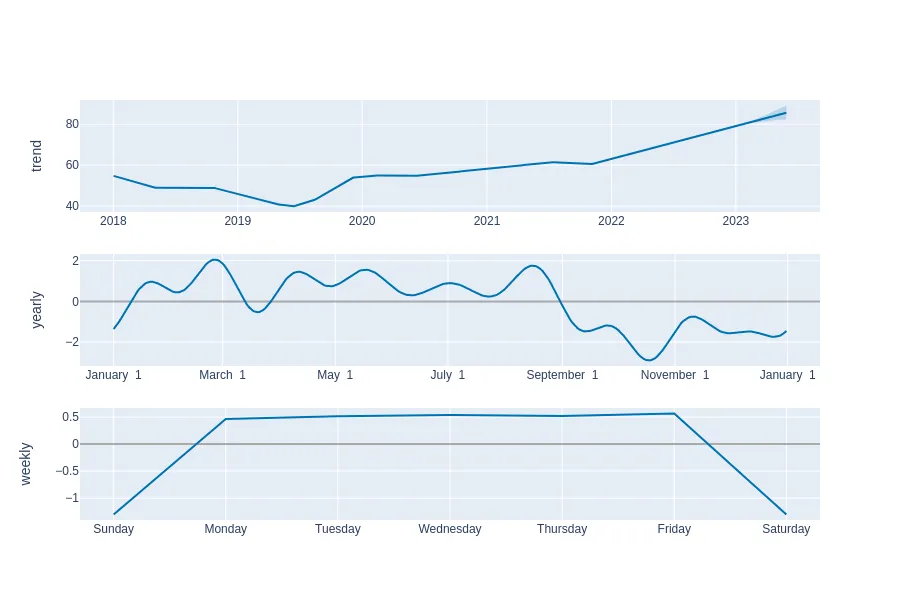 trend
80
60
40
2018 2019 2020 2021 2022 2023
yearly
2
0
−2
January 1 March 1 May 1 July 1 September 1 November 1 January 1
weekly
0.5
0
−0.5
−1
Sunday Monday Tuesday Wednesday Thursday Friday Saturday